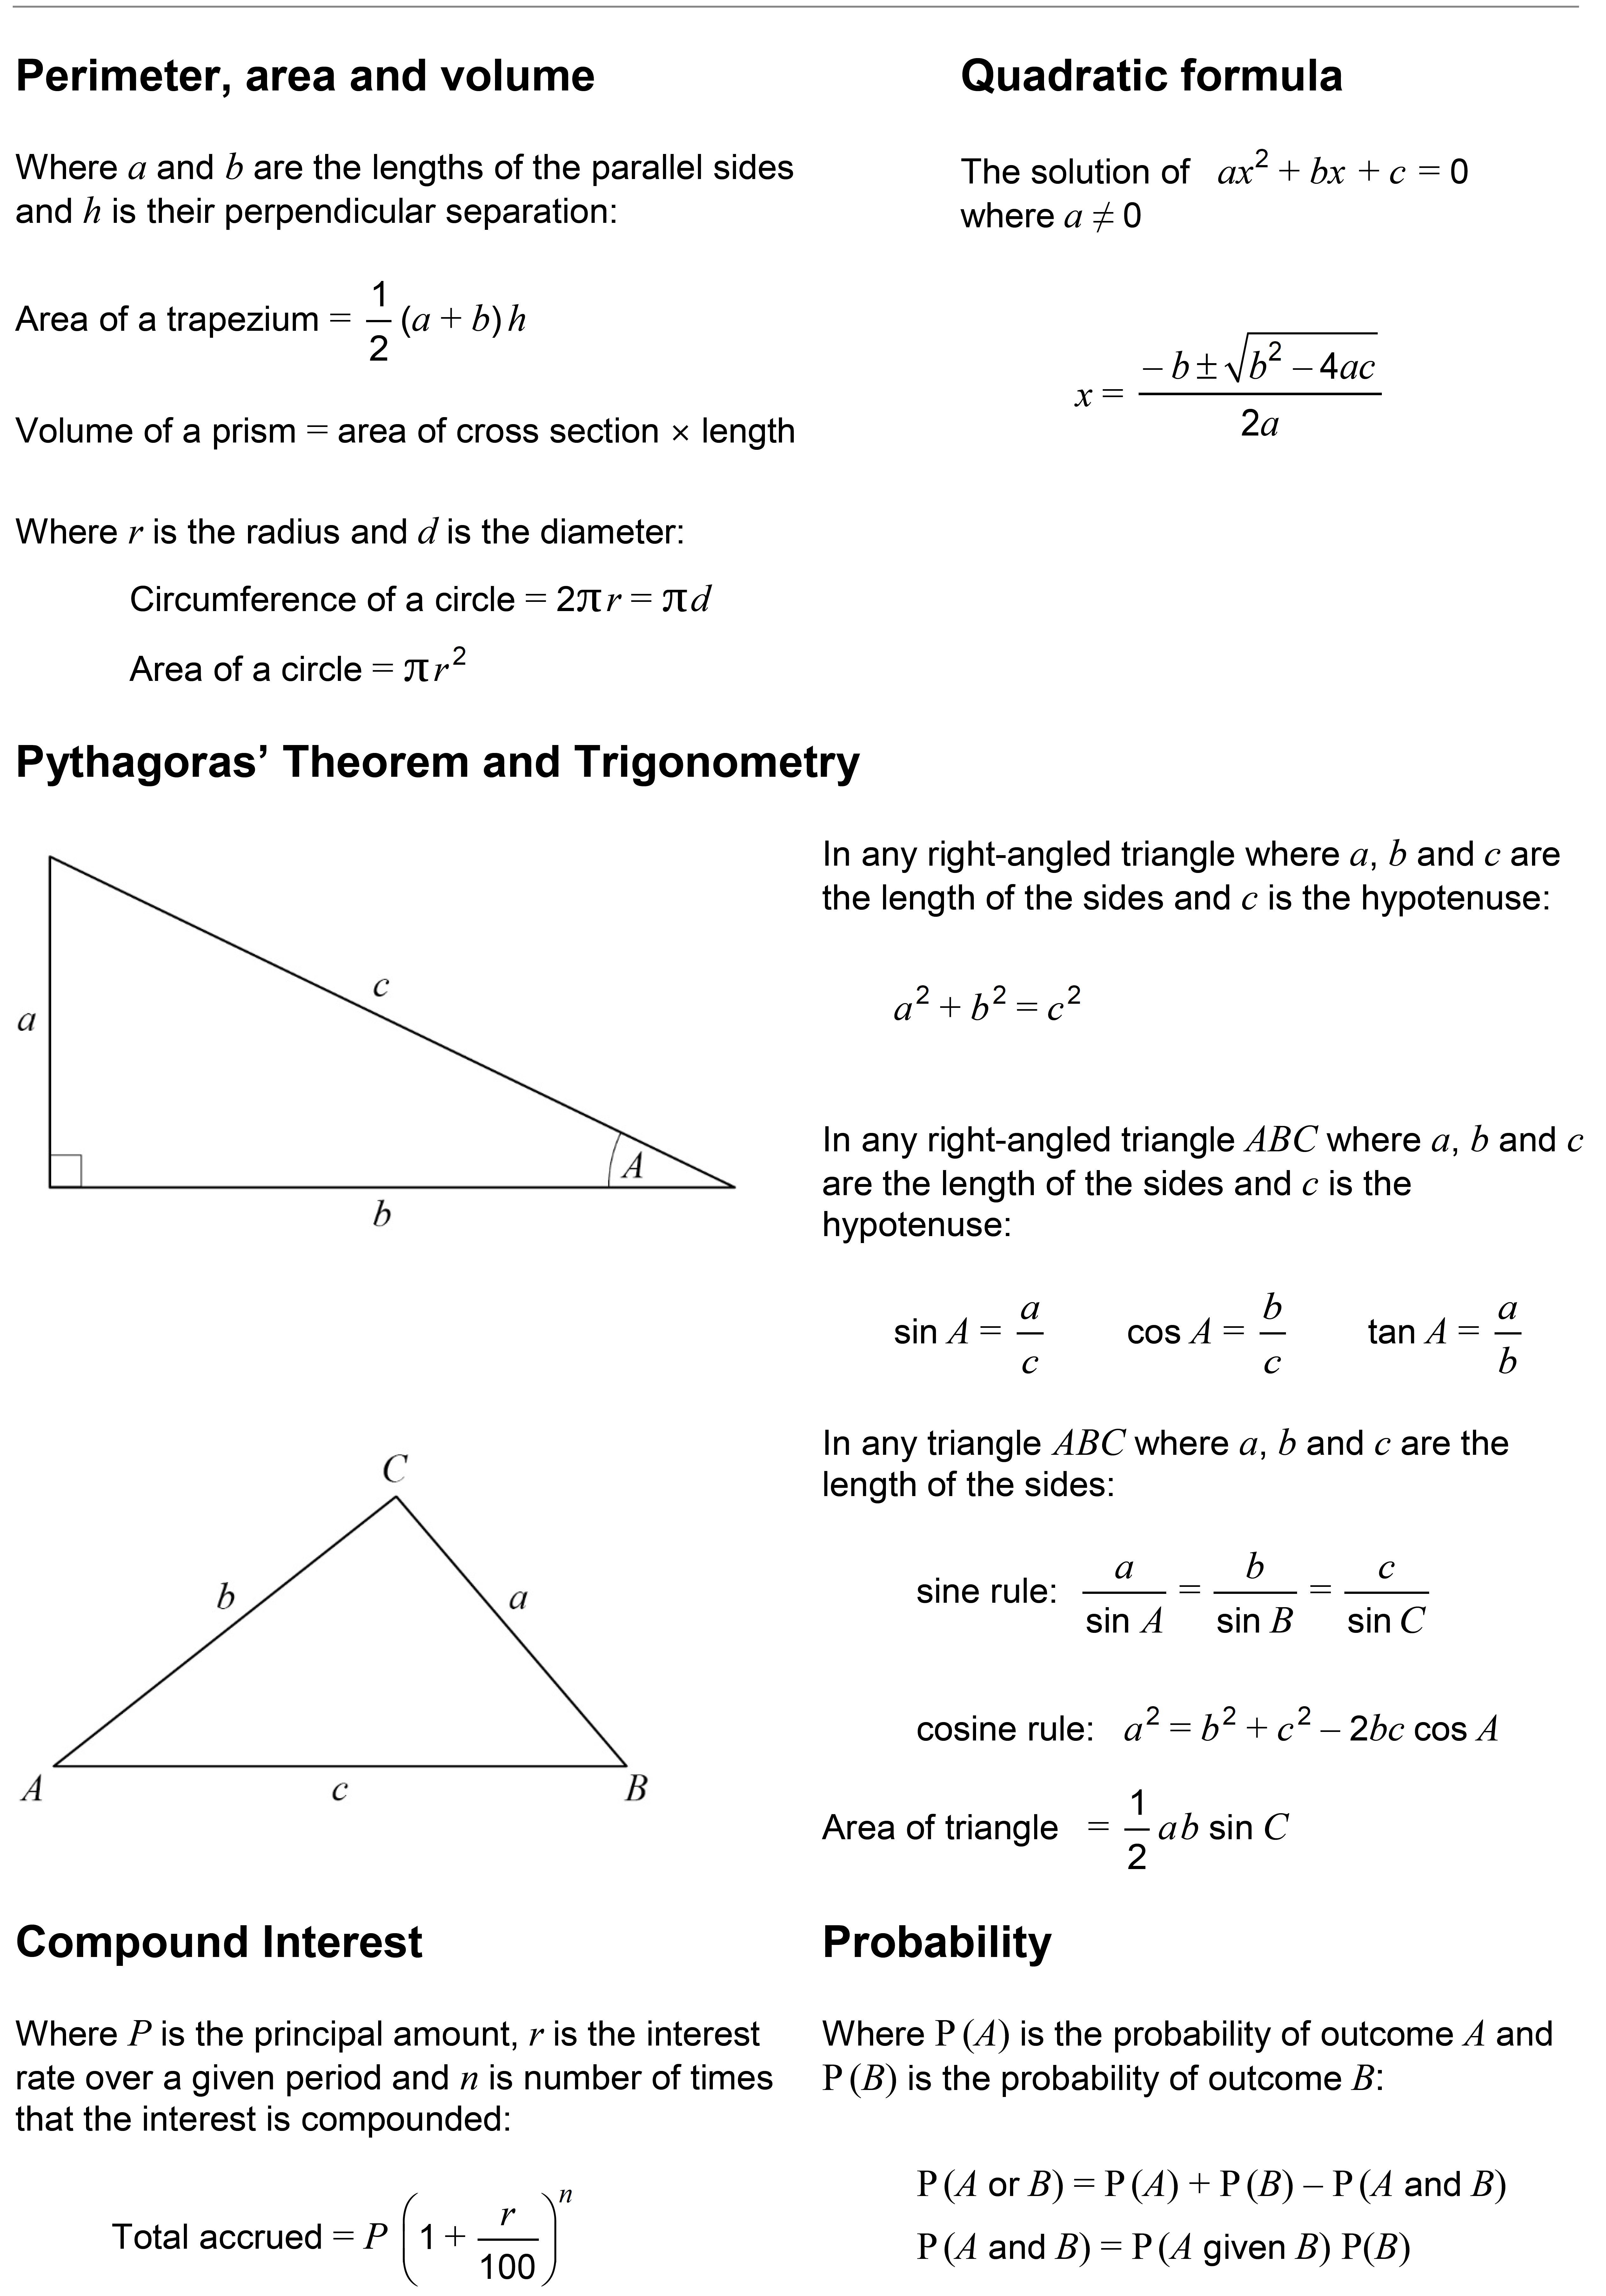 Perimeter, area and volume
Where a and b are the lengths of the parallel sides
and h is their perpendicular separation:
Area of a trapezium = 1/2 (a + b) h
Volume of a prism = area of cross section × length
Where r is the radius and d is the diameter:
Circumference of a circle = 2πr = πd
Area of a circle = πr²
Quadratic formula
The solution of ax² + bx + c = 0
where a ≠ 0
x = (– b ± √(b² – 4ac)) / 2a
Pythagoras’ Theorem and Trigonometry
a
c
b
A
In any right-angled triangle where a, b and c are
the length of the sides and c is the hypotenuse:
a² + b² = c²
In any right-angled triangle ABC where a, b and c
are the length of the sides and c is the
hypotenuse:
sin A = a/c cos A = b/c tan A = a/b
C
b
a
A
c
B
In any triangle ABC where a, b and c are the
length of the sides:
sine rule: a/sin A = b/sin B = c/sin C
cosine rule: a² = b² + c² – 2bc cos A
Area of triangle = 1/2 ab sin C
Compound Interest
Where P is the principal amount, r is the interest
rate over a given period and n is number of times
that the interest is compounded:
Total accrued = P (1 + r/100)ⁿ
Probability
Where P (A) is the probability of outcome A and
P (B) is the probability of outcome B:
P (A or B) = P (A) + P (B) – P (A and B)
P (A and B) = P (A given B) P(B)